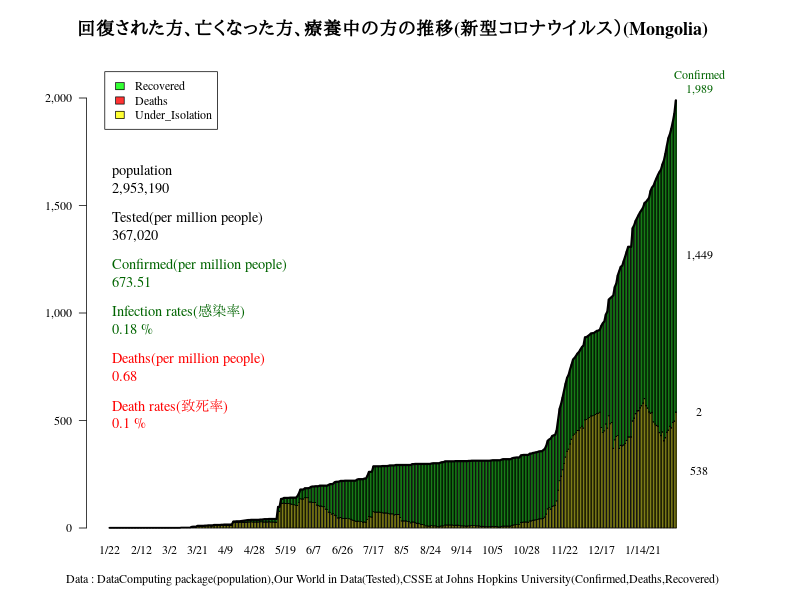 回復された方、亡くなった方、療養中の方の推移(新型コロナウイルス）(Mongolia)
Confirmed
1,989
Recovered
Deaths
Under_Isolation
2,000
1,500
1,000
500
0
population
2,953,190
Tested(per million people)
367,020
Confirmed(per million people)
673.51
Infection rates(感染率)
0.18 %
Deaths(per million people)
0.68
Death rates(致死率)
0.1 %
1,449
2
538
1/22 2/12 3/2 3/21 4/9 4/28 5/19 6/7 6/26 7/17 8/5 8/24 9/14 10/5 10/28 11/22 12/17 1/14/21
Data : DataComputing package(population),Our World in Data(Tested),CSSE at Johns Hopkins University(Confirmed,Deaths,Recovered)